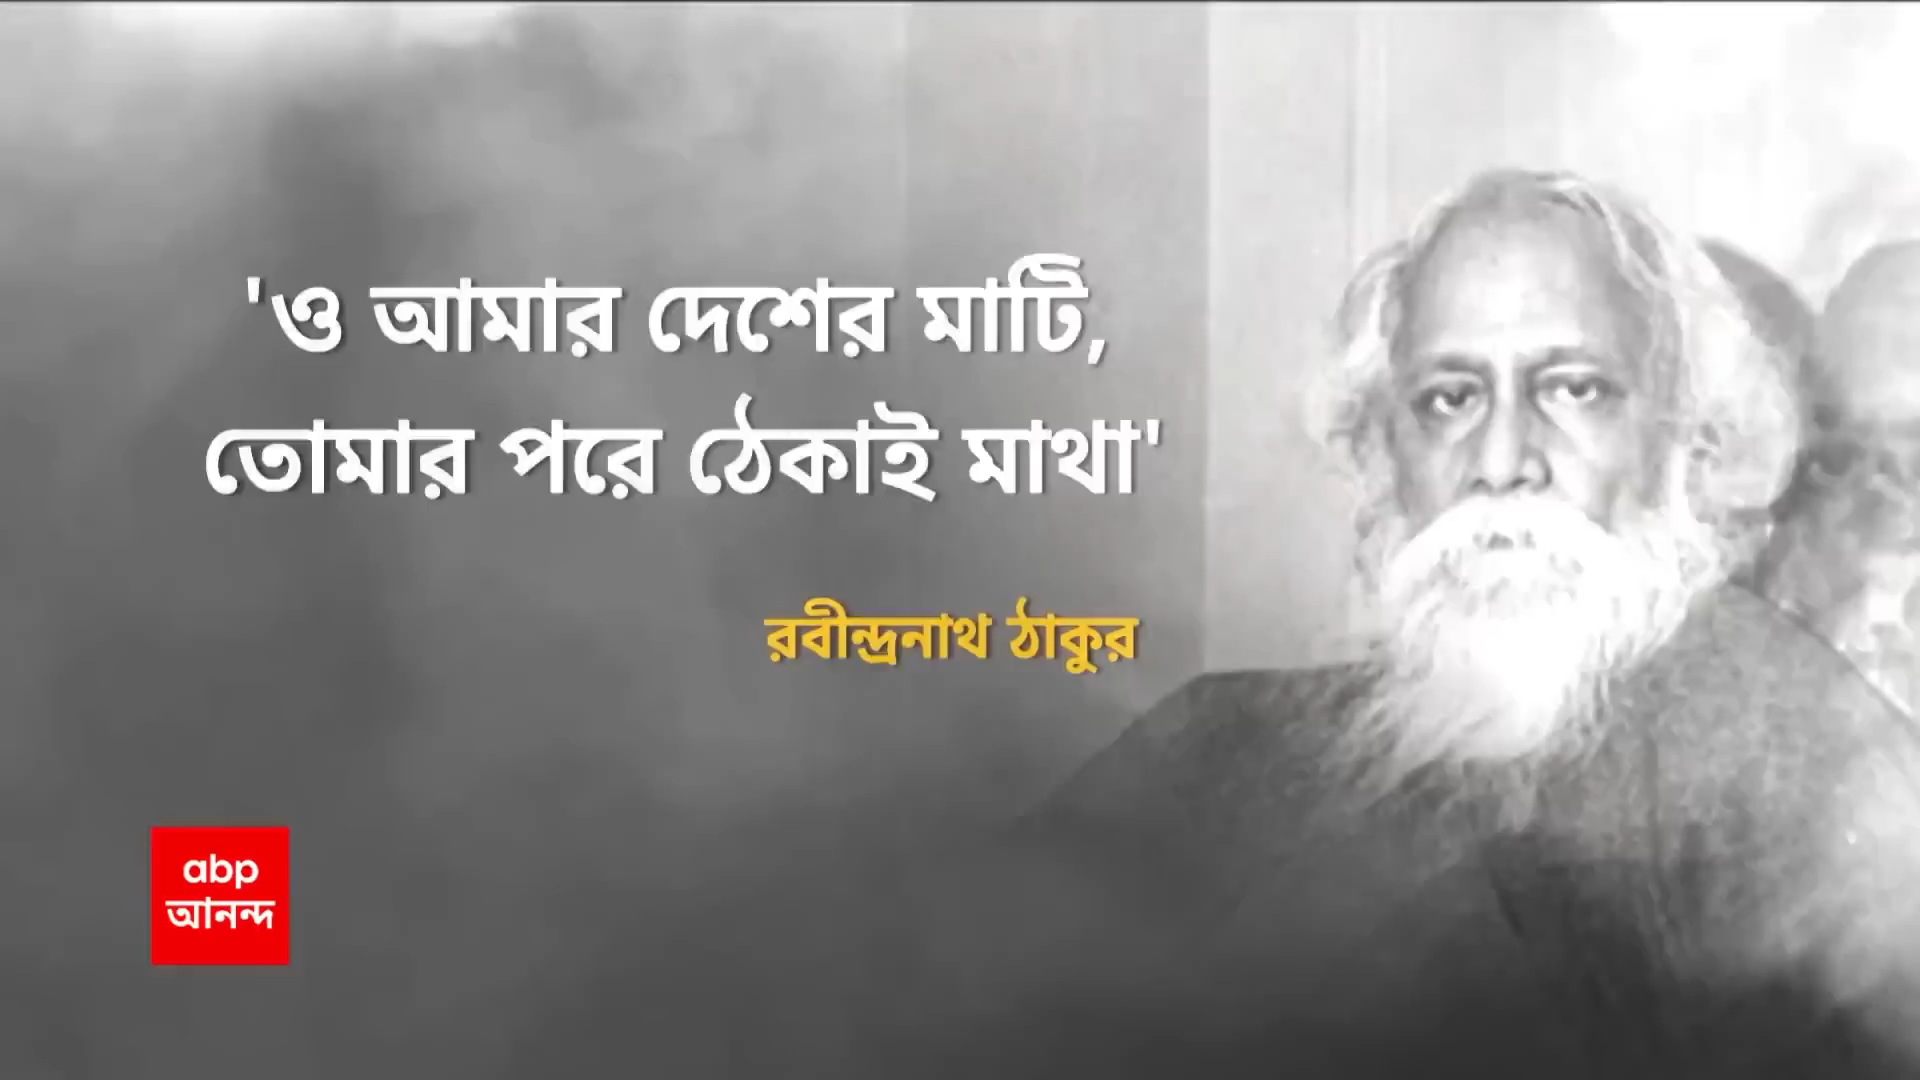 'ও আমার দেশের মাটি,
তোমার পরে ঠেকাই মাথা'
রবীন্দ্রনাথ ঠাকুর
abp
আনন্দ